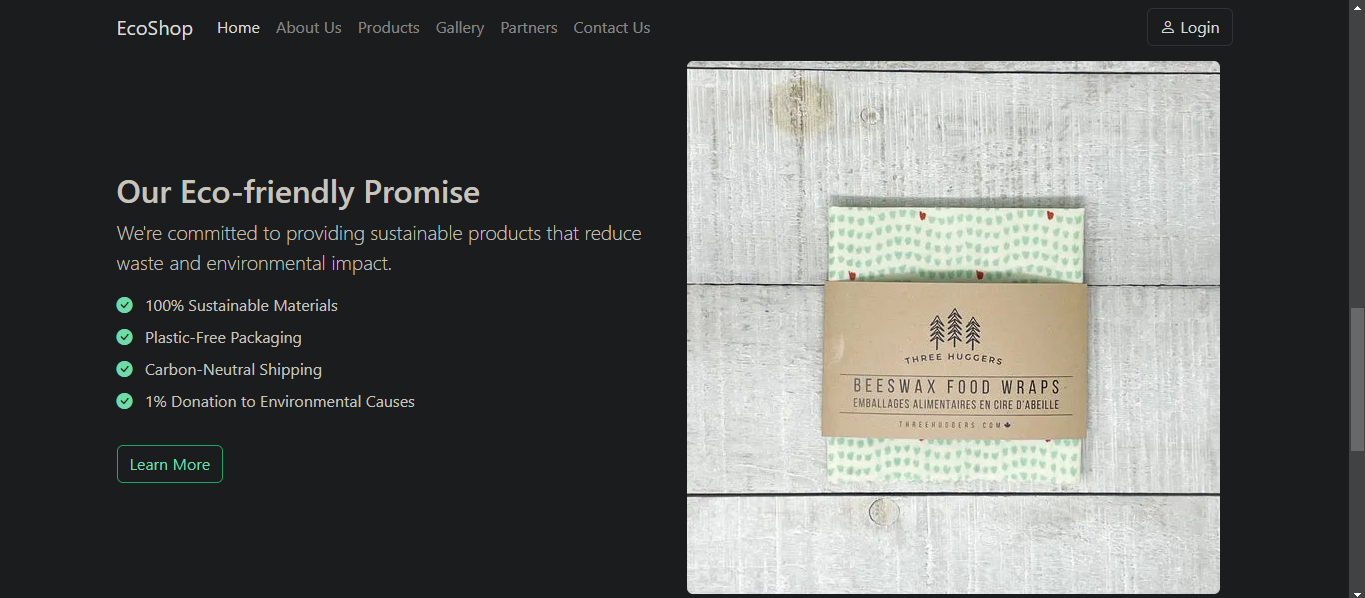 EcoShop Home About Us Products Gallery Partners Contact Us Login
Our Eco-friendly Promise
We're committed to providing sustainable products that reduce
waste and environmental impact.
100% Sustainable Materials
Plastic-Free Packaging
Carbon-Neutral Shipping
1% Donation to Environmental Causes
Learn More
THREE HUGGERS
BEESWAX FOOD WRAPS
EMBALLAGES ALIMENTAIRES EN CIRE D'ABEILLE
THREEHUGGERS.COM